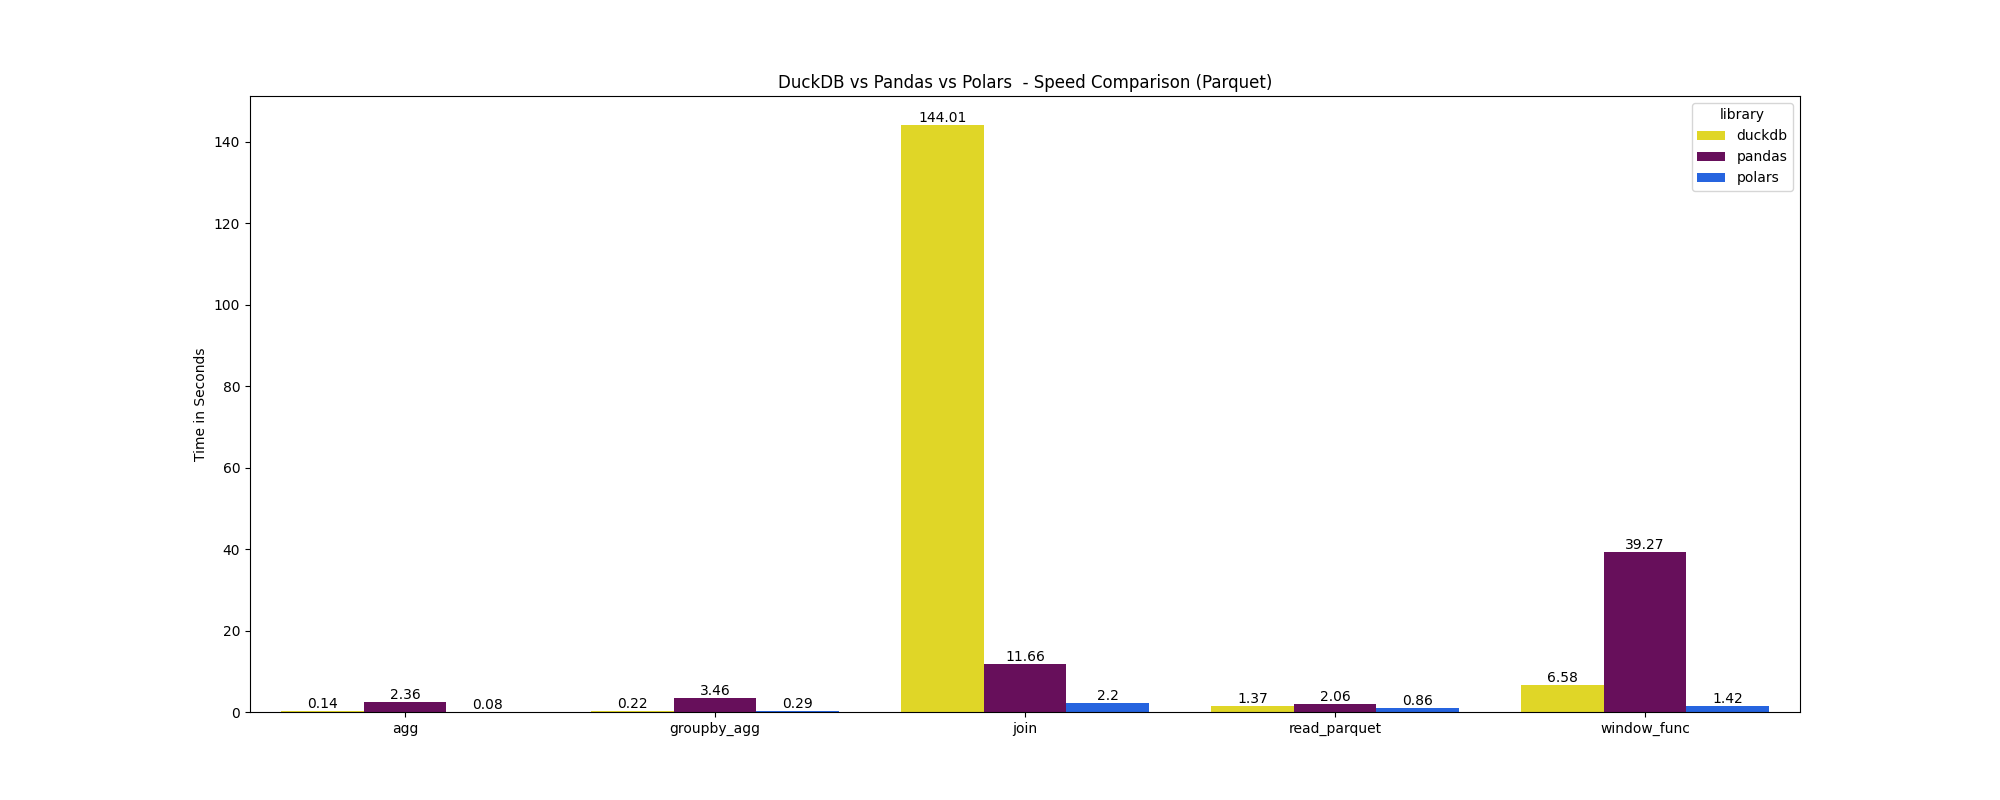 DuckDB vs Pandas vs Polars  - Speed Comparison (Parquet)
library
duckdb
pandas
polars
Time in Seconds
140
120
100
80
60
40
20
0
0.14
2.36
0.08
0.22
3.46
0.29
144.01
11.66
2.2
1.37
2.06
0.86
6.58
39.27
1.42
agg
groupby_agg
join
read_parquet
window_func